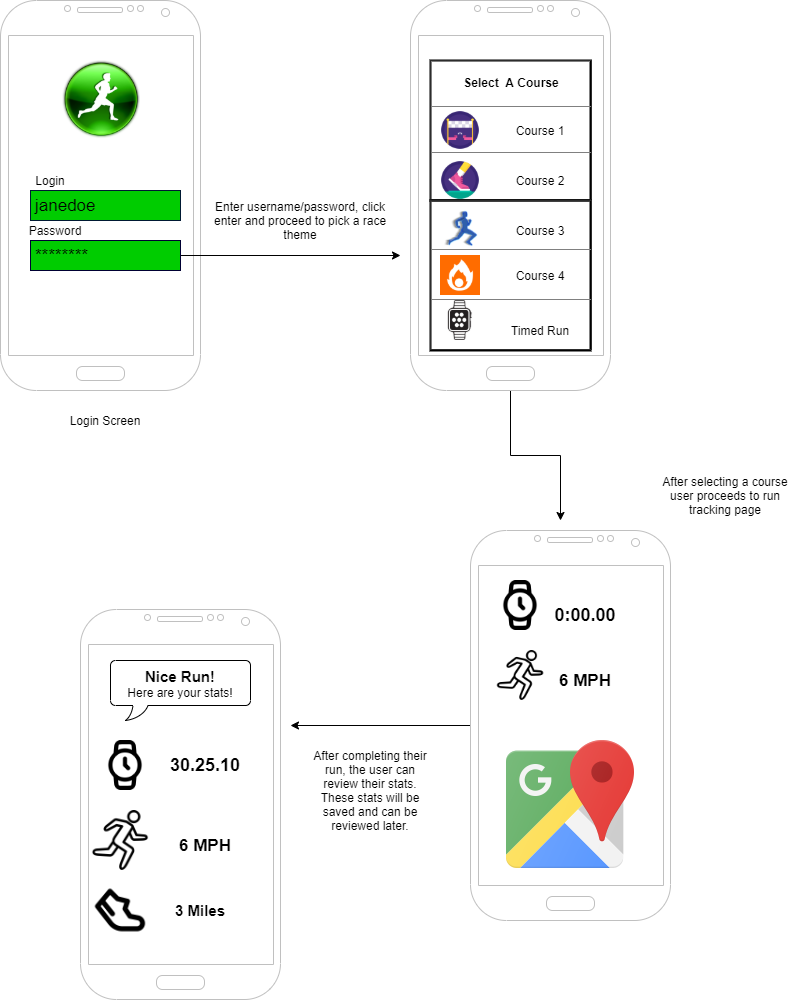 Login
janedoe
Password
********
Login Screen
Enter username/password, click
enter and proceed to pick a race
theme
Select A Course
Course 1
Course 2
Course 3
Course 4
Timed Run
After selecting a course
user proceeds to run
tracking page
0:00.00
6 MPH
G
After completing their
run, the user can
review their stats.
These stats will be
saved and can be
reviewed later.
Nice Run!
Here are your stats!
30.25.10
6 MPH
3 Miles